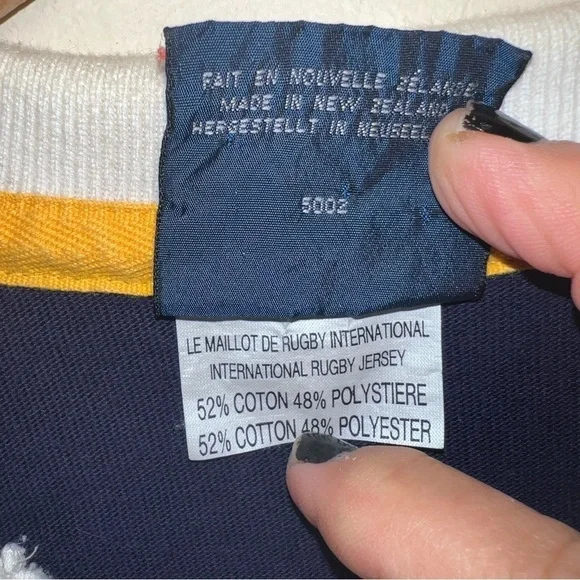 FAIT EN NOUVELLE ZÉLANDE
MADE IN NEW ZEALAND
HERGESTELLT IN
5002
LE MAILLOT DE RUGBY INTERNATIONAL
INTERNATIONAL RUGBY JERSEY
52% COTON 48% POLYSTIERE
52% COTTON 48% POLYESTER